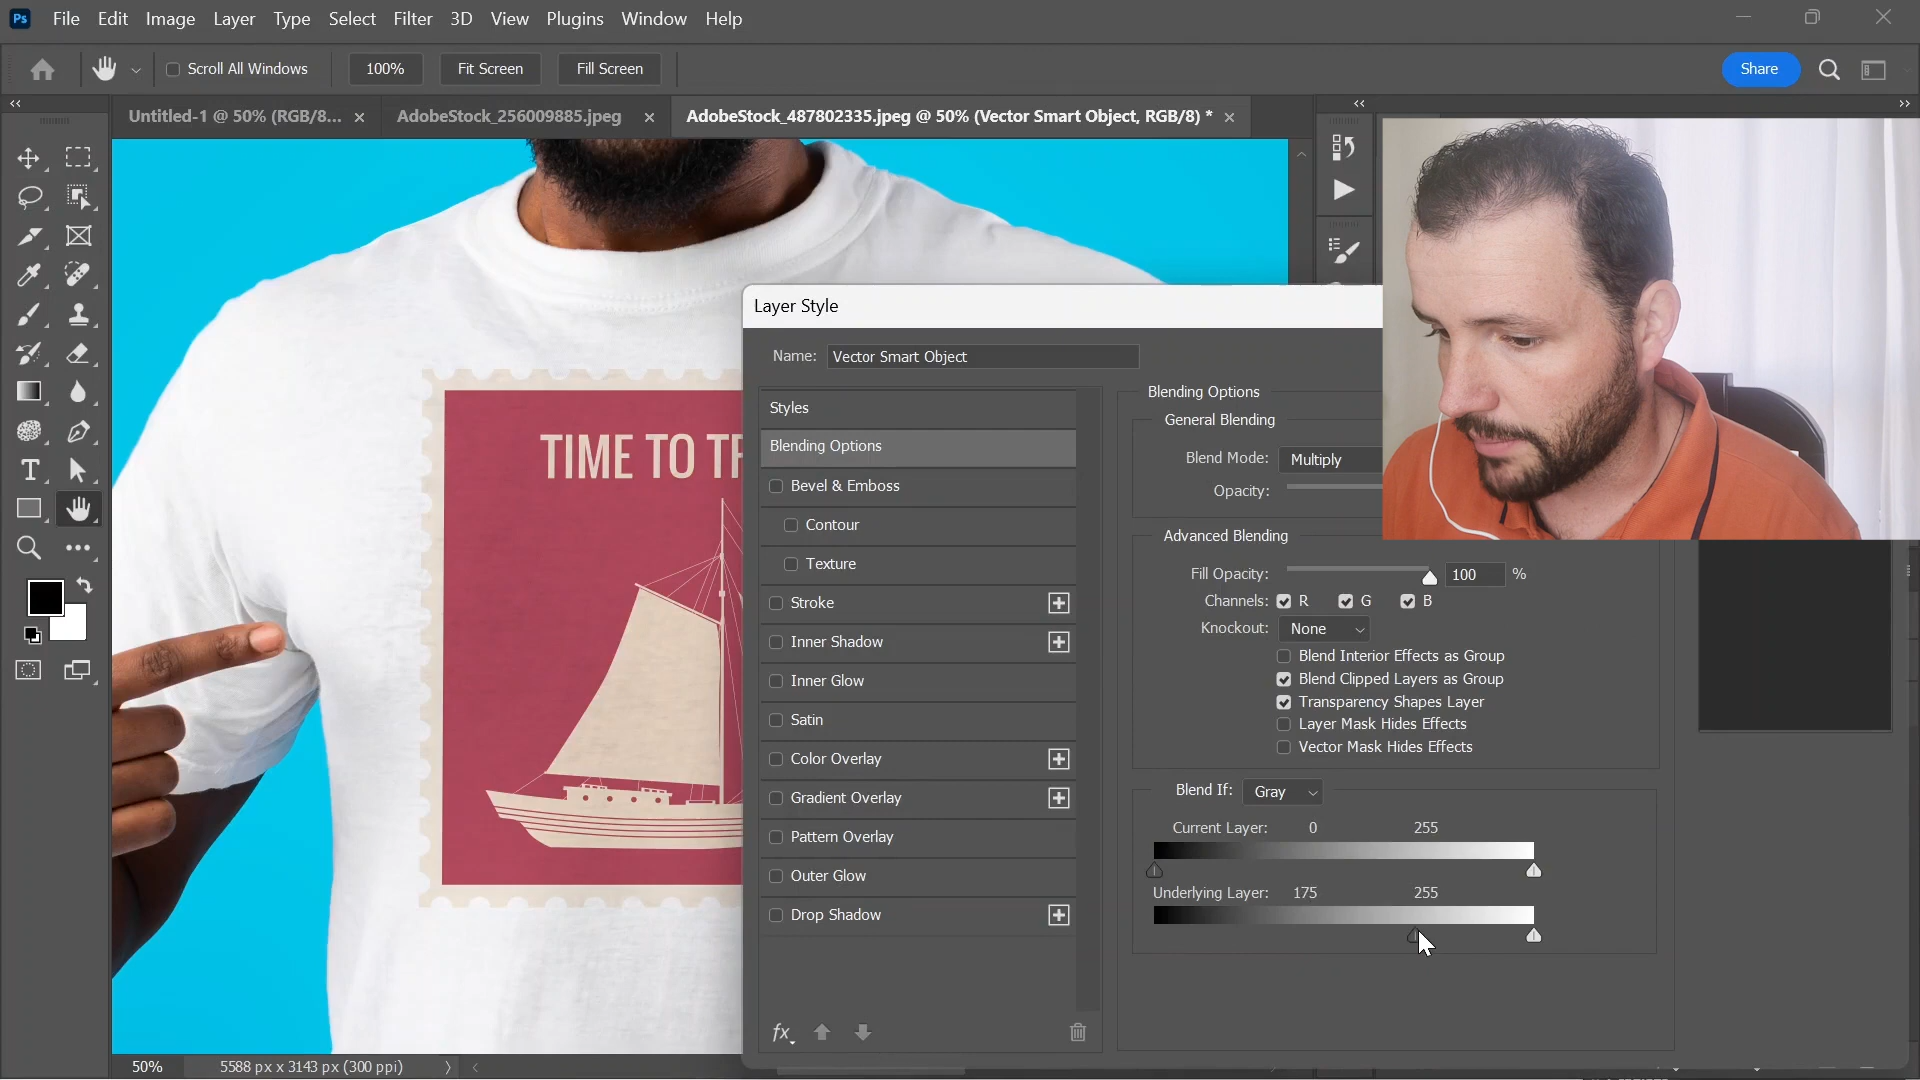 Ps File Edit Image Layer Type Select Filter 3D View Plugins Window Help
Scroll All Windows 100% Fit Screen Fill Screen Share
Untitled-1 @ 50% (RGB/8... × AdobeStock_256009885.jpeg × AdobeStock_487802335.jpeg @ 50% (Vector Smart Object, RGB/8) * ×
TIME TO TR
Layer Style
Name: Vector Smart Object
Styles
Blending Options
Bevel & Emboss
Contour
Texture
Stroke
Inner Shadow
Inner Glow
Satin
Color Overlay
Gradient Overlay
Pattern Overlay
Outer Glow
Drop Shadow
fx
Blending Options
General Blending
Blend Mode: Multiply
Opacity:
Advanced Blending
Fill Opacity: 100 %
Channels: R G B
Knockout: None
Blend Interior Effects as Group
Blend Clipped Layers as Group
Transparency Shapes Layer
Layer Mask Hides Effects
Vector Mask Hides Effects
Blend If: Gray
Current Layer: 0 255
Underlying Layer: 175 255
50% 5588 px x 3143 px (300 ppi)